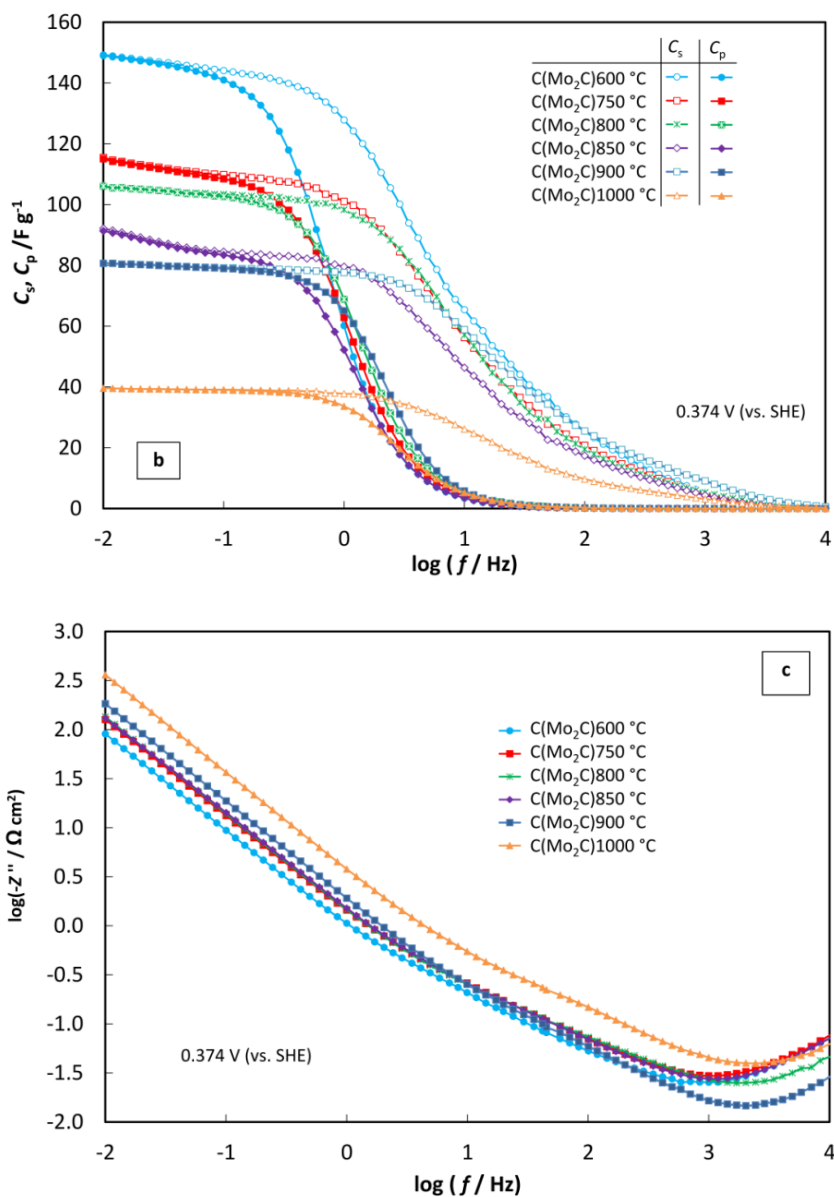 160
140
120
100
80
60
40
20
0
Cs, Cp /F g-1
Cs Cp
C(Mo2C)600 °C
C(Mo2C)750 °C
C(Mo2C)800 °C
C(Mo2C)850 °C
C(Mo2C)900 °C
C(Mo2C)1000 °C
0.374 V (vs. SHE)
b
-2 -1 0 1 2 3 4
log ( f / Hz)
3.0
2.5
2.0
1.5
1.0
0.5
0.0
-0.5
-1.0
-1.5
-2.0
log(-Z'' / Ω cm2)
c
C(Mo2C)600 °C
C(Mo2C)750 °C
C(Mo2C)800 °C
C(Mo2C)850 °C
C(Mo2C)900 °C
C(Mo2C)1000 °C
0.374 V (vs. SHE)
-2 -1 0 1 2 3 4
log ( f / Hz)